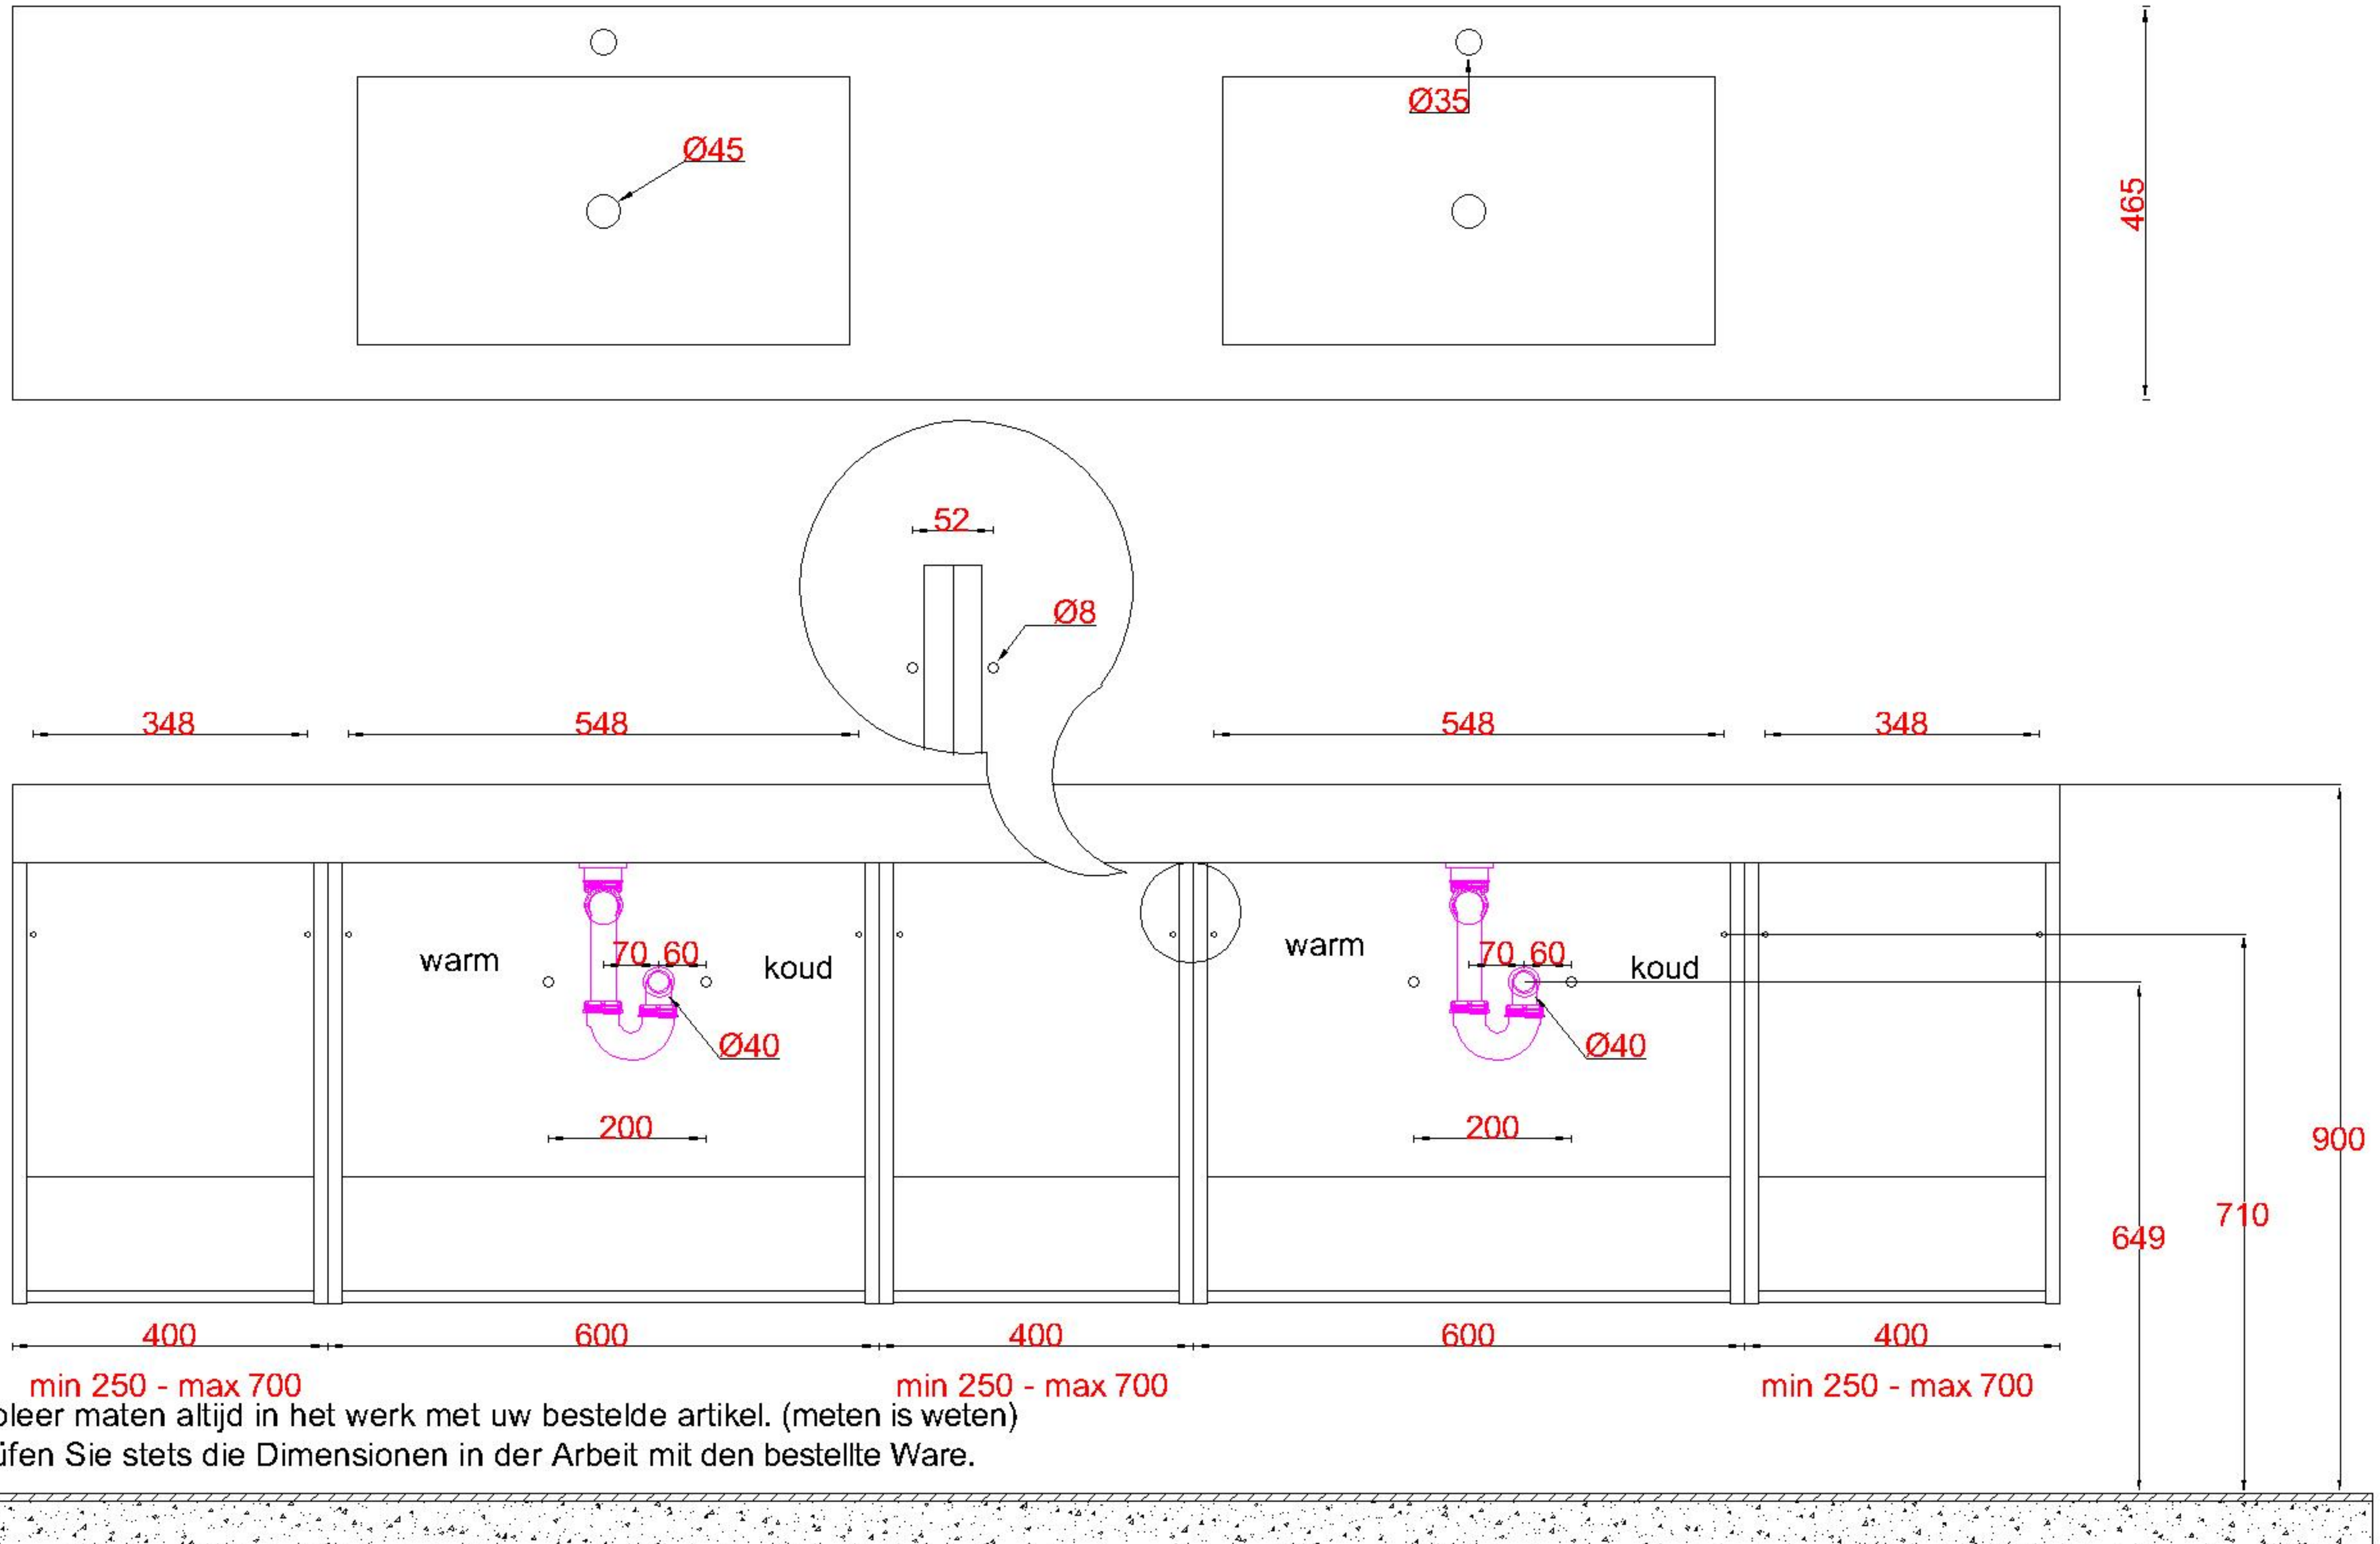 Ø35
Ø45
465
52
Ø8
348
548
548
348
warm
70
60
koud
warm
70
60
koud
Ø40
Ø40
200
200
900
710
649
400
600
400
600
400
min 250 - max 700
min 250 - max 700
min 250 - max 700
oleer maten altijd in het werk met uw bestelde artikel. (meten is weten)
üfen Sie stets die Dimensionen in der Arbeit mit den bestellte Ware.